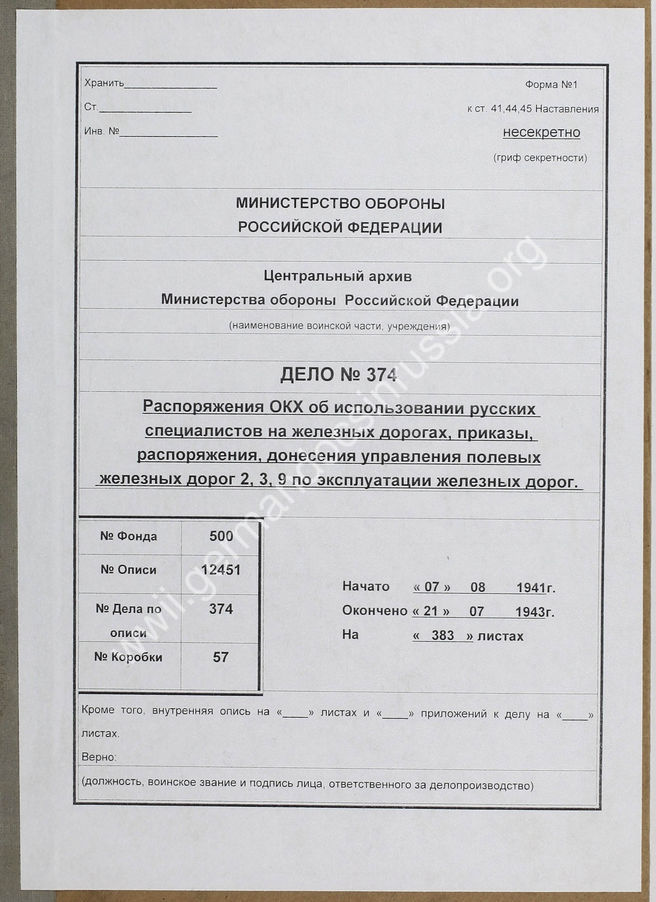 Хранить________________
Форма №1
Ст.________________
к ст. 41,44,45 Наставления
Инв. №________________
несекретно
(гриф секретности)
МИНИСТЕРСТВО ОБОРОНЫ
РОССИЙСКОЙ ФЕДЕРАЦИИ
Центральный архив
Министерства обороны Российской Федерации
(наименование воинской части, учреждения)
ДЕЛО № 374
Распоряжения ОКХ об использовании русских
специалистов на железных дорогах, приказы,
распоряжения, донесения управления полевых
железных дорог 2, 3, 9 по эксплуатации железных дорог.
№ Фонда 500
№ Описи 12451
№ Дела по описи 374
№ Коробки 57
Начато « 07 » 08 1941г.
Окончено « 21 » 07 1943г.
На « 383 » листах
Кроме того, внутренняя опись на «____» листах и «____» приложений к делу на «____»
листах.
Верно:
(должность, воинское звание и подпись лица, ответственного за делопроизводство)
wwii.germandocsinrussia.org